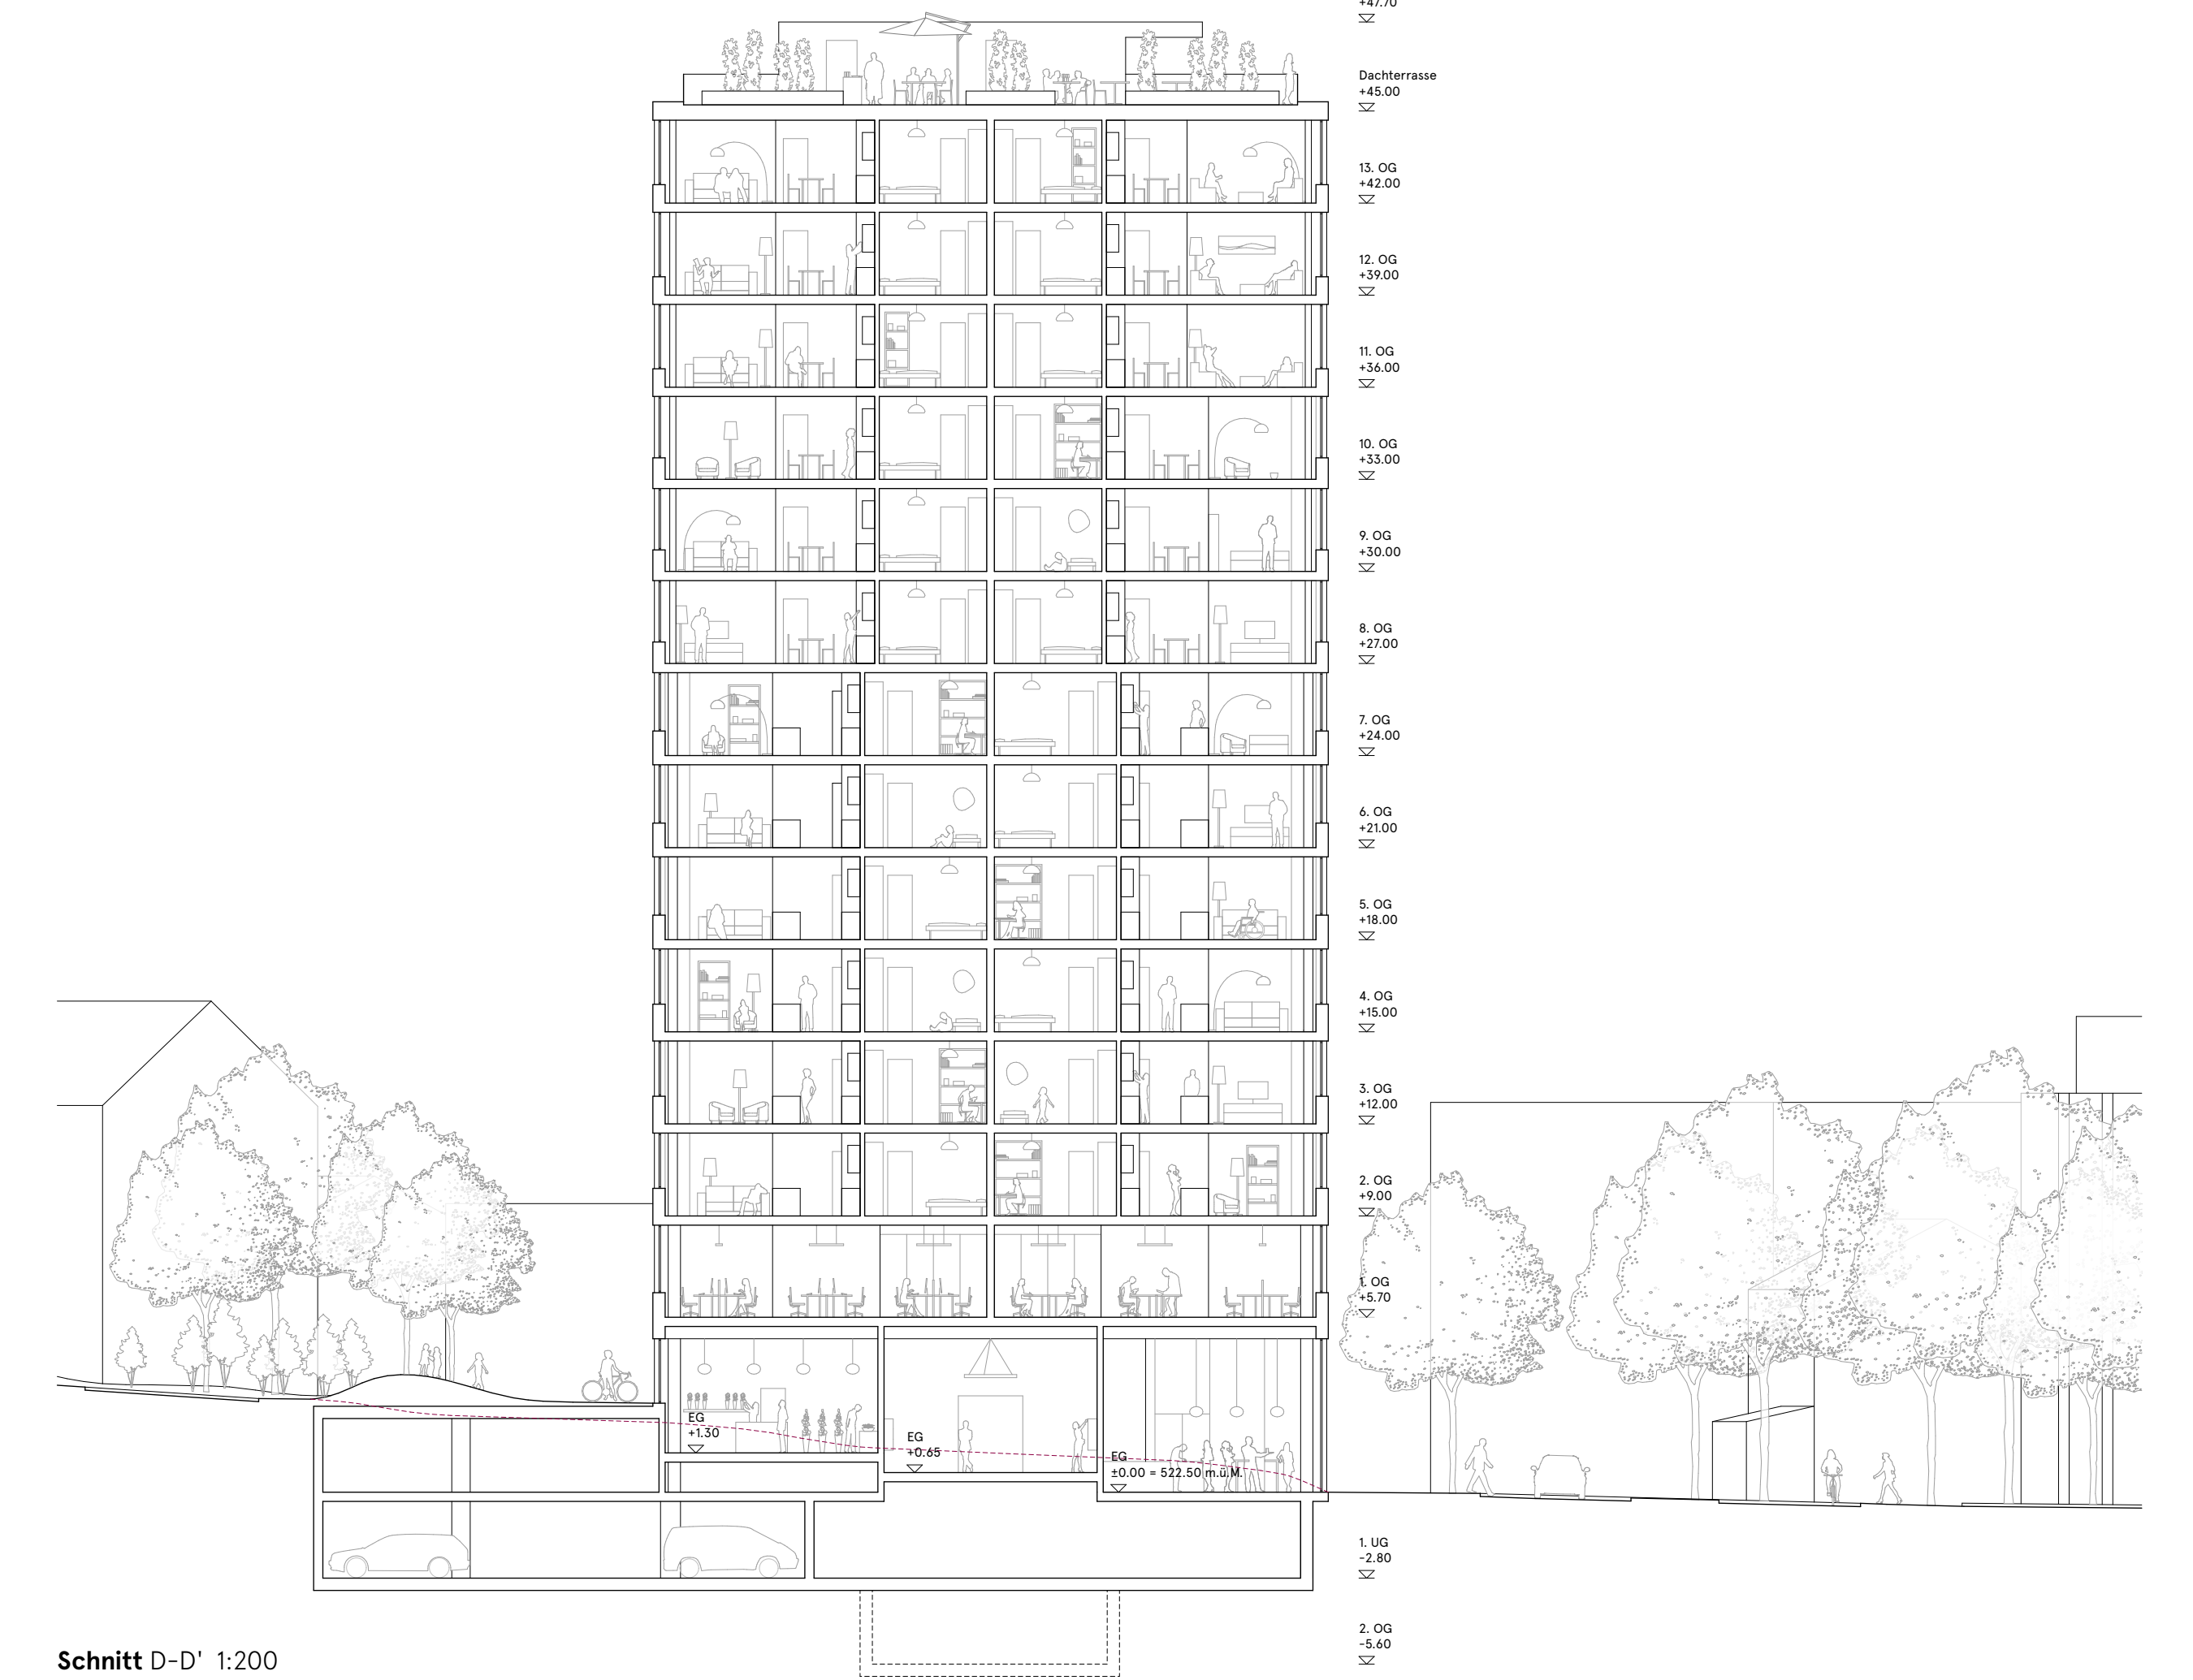 +47.70
Dachterrasse
+45.00
13. OG
+42.00
12. OG
+39.00
11. OG
+36.00
10. OG
+33.00
9. OG
+30.00
8. OG
+27.00
7. OG
+24.00
6. OG
+21.00
5. OG
+18.00
4. OG
+15.00
3. OG
+12.00
2. OG
+9.00
1. OG
+5.70
EG
+1.30
EG
+0.65
EG
±0.00 = 522.50 m.ü.M.
1. UG
-2.80
2. OG
-5.60
Schnitt D-D' 1:200